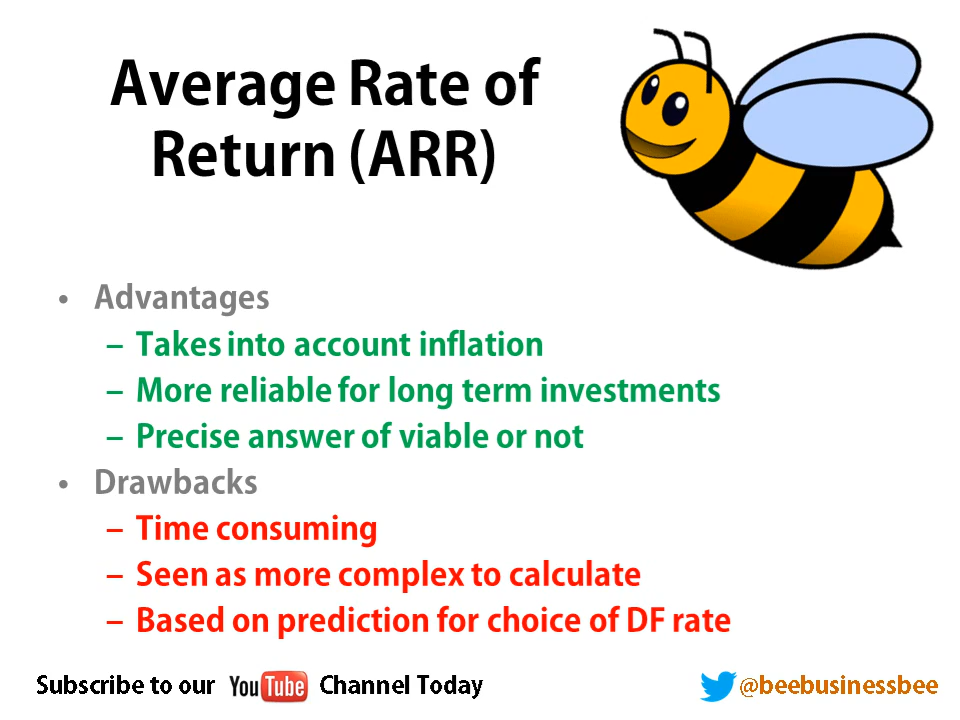 Average Rate of
Return (ARR)
• Advantages
– Takes into account inflation
– More reliable for long term investments
– Precise answer of viable or not
• Drawbacks
– Time consuming
– Seen as more complex to calculate
– Based on prediction for choice of DF rate
Subscribe to our YouTube Channel Today @beebusinessbee